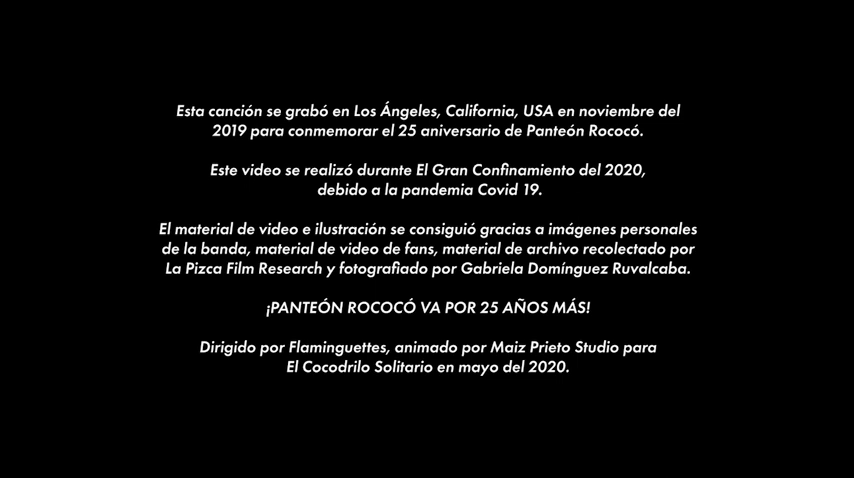 Esta canción se grabó en Los Ángeles, California, USA en noviembre del
2019 para conmemorar el 25 aniversario de Panteón Rococó.
Este video se realizó durante El Gran Confinamiento del 2020,
debido a la pandemia Covid 19.
El material de video e ilustración se consiguió gracias a imágenes personales
de la banda, material de video de fans, material de archivo recolectado por
La Pizca Film Research y fotografiado por Gabriela Domínguez Ruvalcaba.
¡PANTEÓN ROCOCÓ VA POR 25 AÑOS MÁS!
Dirigido por Flaminguettes, animado por Maiz Prieto Studio para
El Cocodrilo Solitario en mayo del 2020.